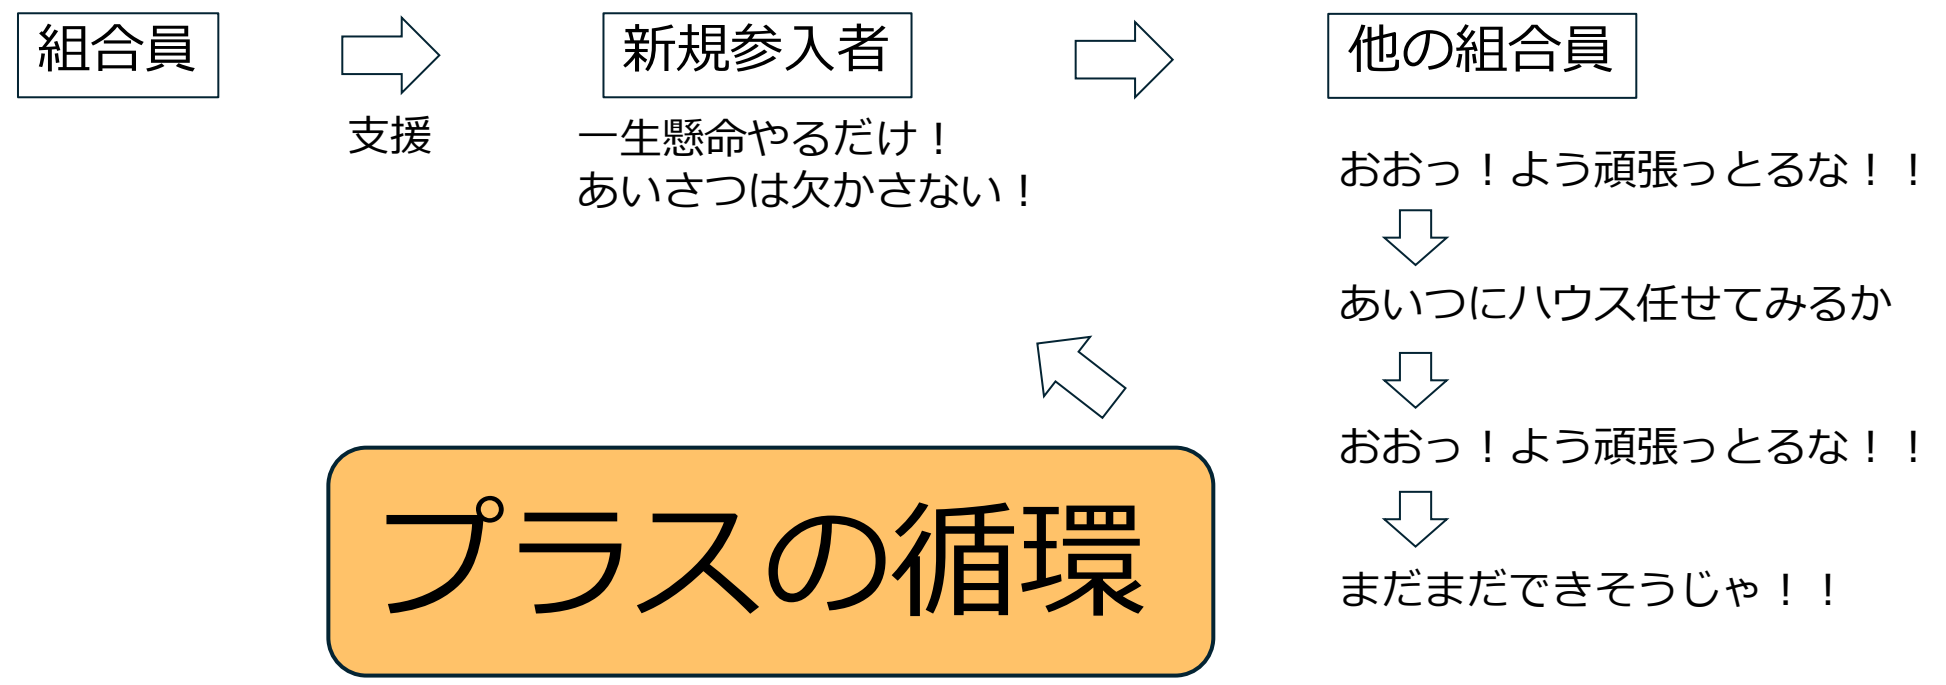 組合員
支援
新規参入者
一生懸命やるだけ！
あいさつは欠かさない！
他の組合員
おおっ！よう頑張っとるな！！
あいつにハウス任せてみるか
おおっ！よう頑張っとるな！！
まだまだできそうじゃ！！
プラスの循環